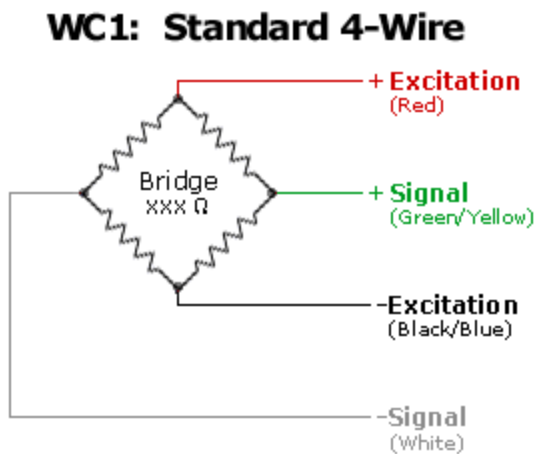 WC1: Standard 4-Wire
+ Excitation
(Red)
Bridge
xxx Ω
+ Signal
(Green/Yellow)
-Excitation
(Black/Blue)
-Signal
(White)